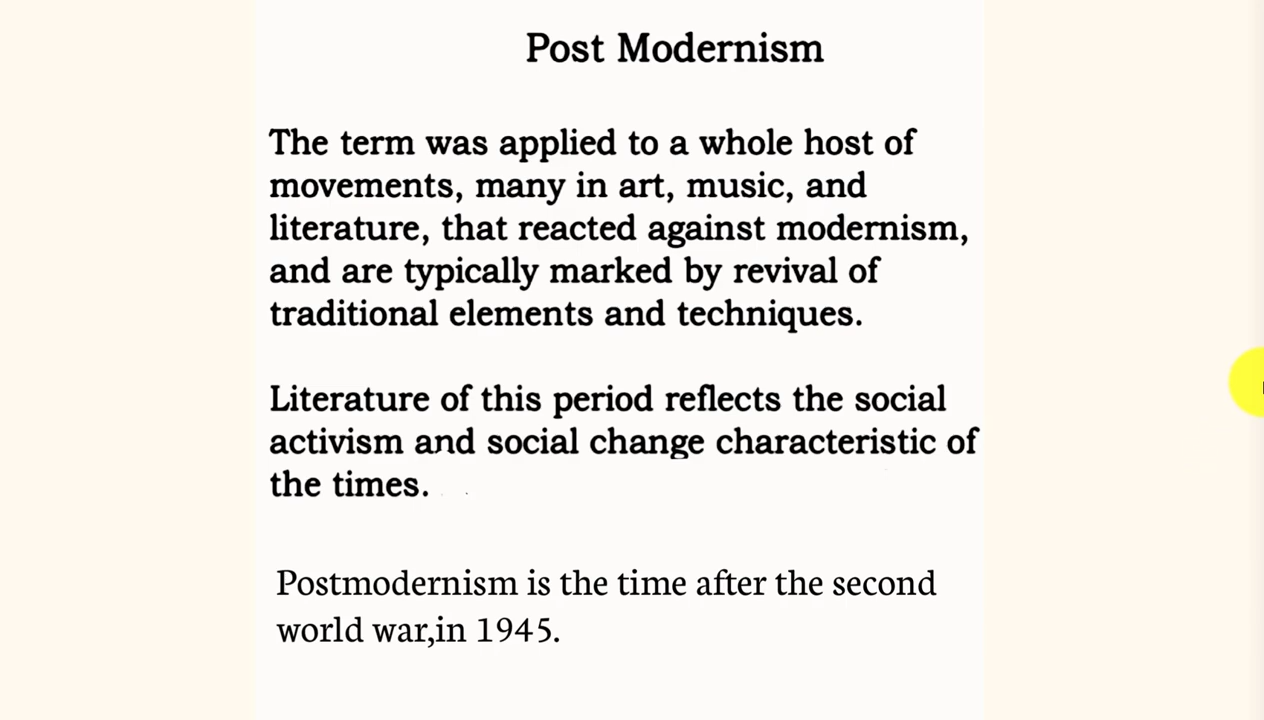 Post Modernism
The term was applied to a whole host of
movements, many in art, music, and
literature, that reacted against modernism,
and are typically marked by revival of
traditional elements and techniques.
Literature of this period reflects the social
activism and social change characteristic of
the times.
Postmodernism is the time after the second
world war,in 1945.